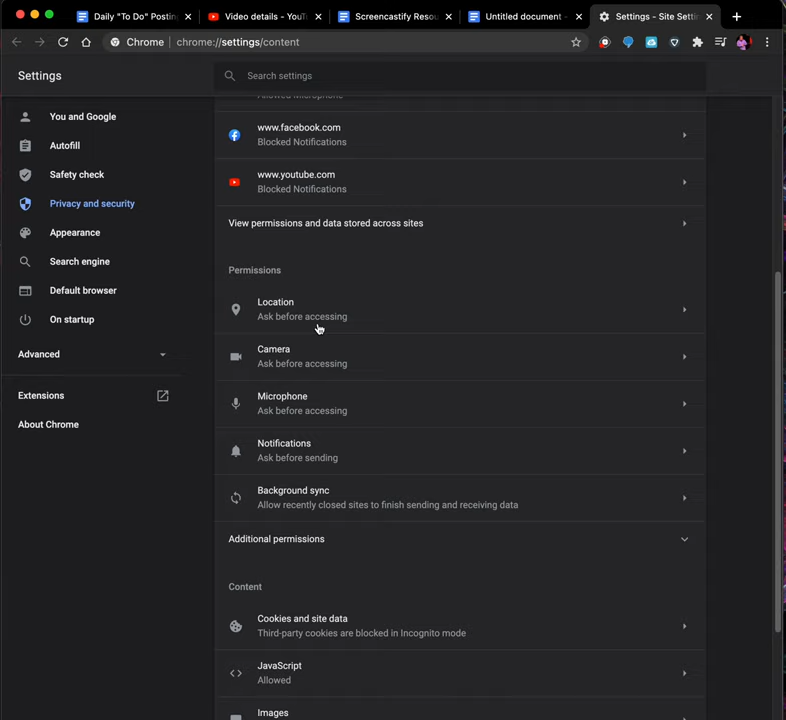 Daily "To Do" Posting
Video details - YouTu
Screencastify Resou
Untitled document -
Settings - Site Setti
Chrome
chrome://settings/content
Settings
Search settings
You and Google
Autofill
Safety check
Privacy and security
Appearance
Search engine
Default browser
On startup
Advanced
Extensions
About Chrome
Allowed Microphone
www.facebook.com
Blocked Notifications
www.youtube.com
Blocked Notifications
View permissions and data stored across sites
Permissions
Location
Ask before accessing
Camera
Ask before accessing
Microphone
Ask before accessing
Notifications
Ask before sending
Background sync
Allow recently closed sites to finish sending and receiving data
Additional permissions
Content
Cookies and site data
Third-party cookies are blocked in Incognito mode
JavaScript
Allowed
Images